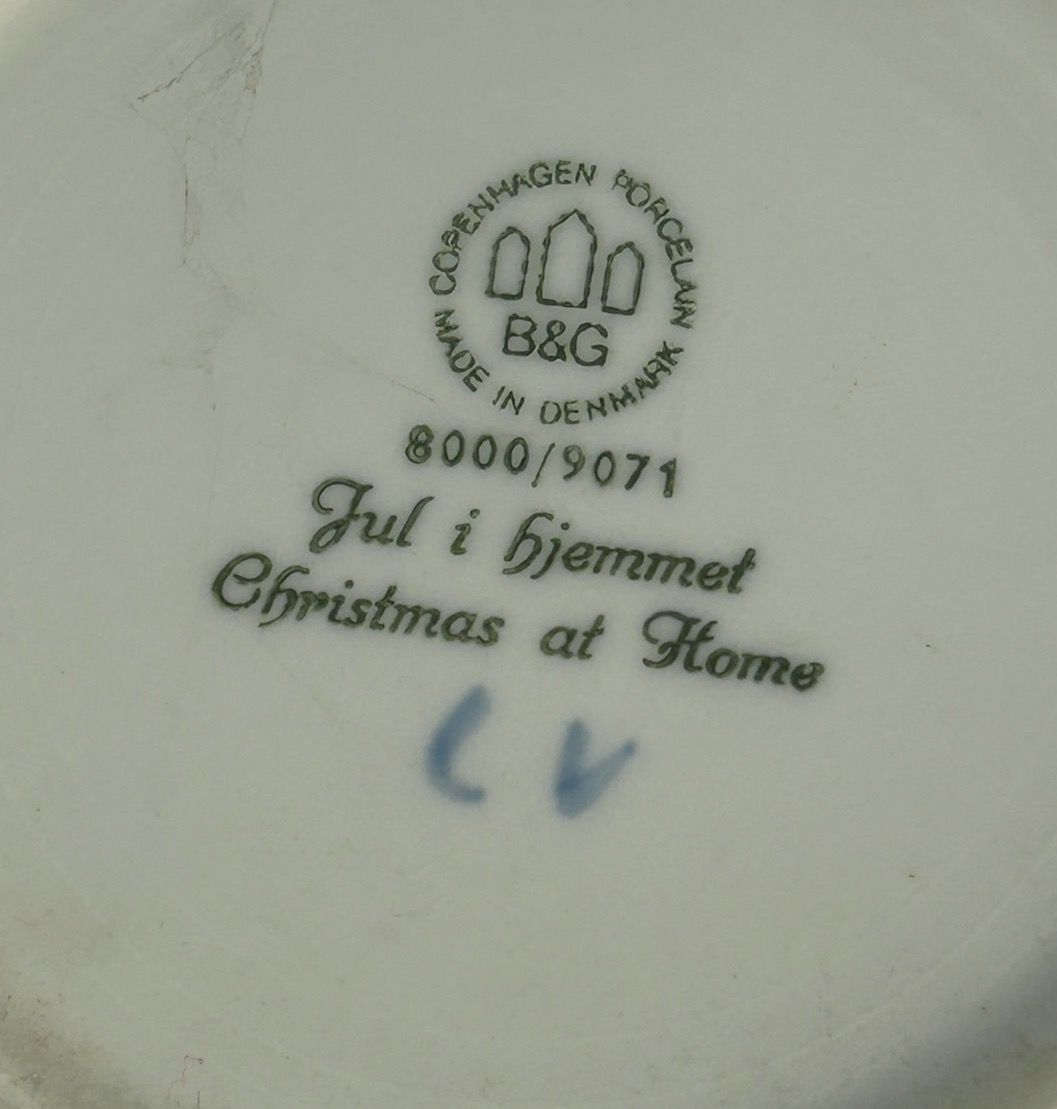 COPENHAGEN PORCELAIN
MADE IN DENMARK
B&G
8000/9071
Jul i hjemmet
Christmas at Home
C V